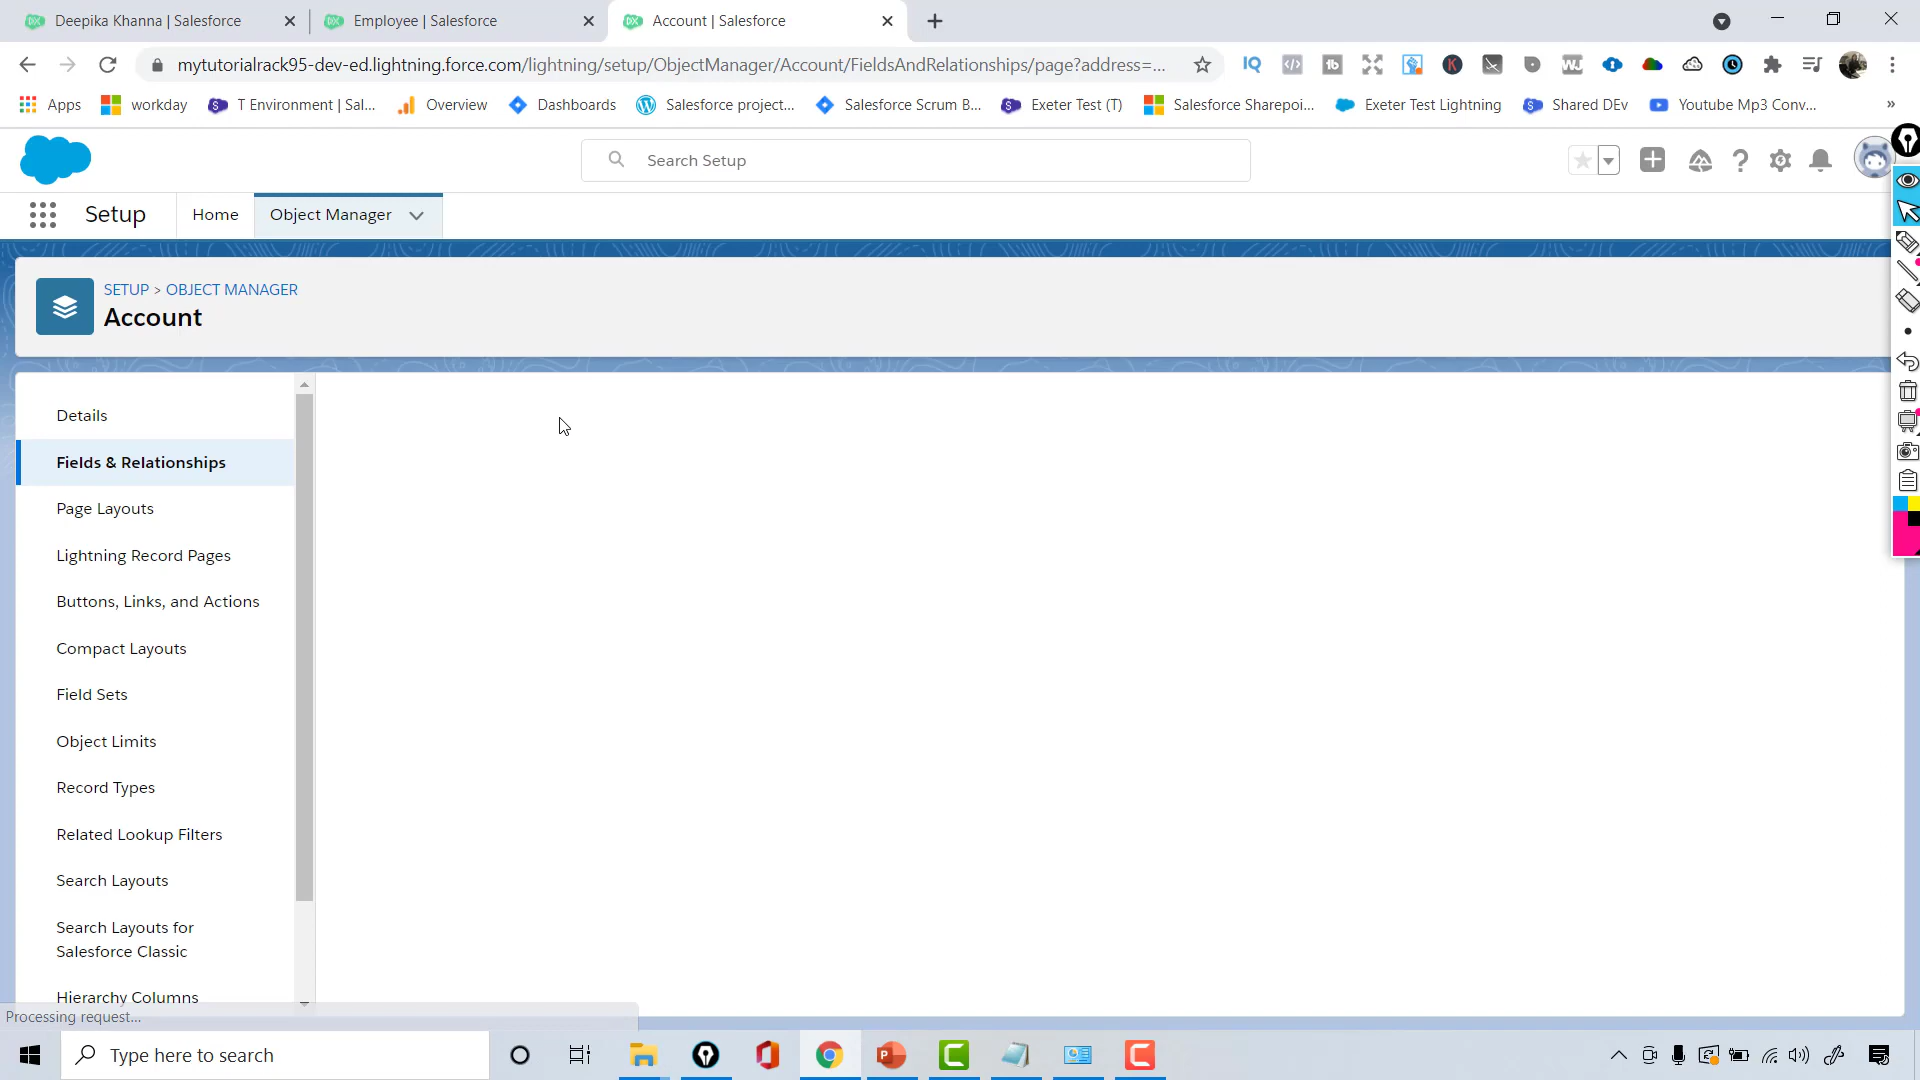 Deepika Khanna | Salesforce
Employee | Salesforce
Account | Salesforce
mytutorialrack95-dev-ed.lightning.force.com/lightning/setup/ObjectManager/Account/FieldsAndRelationships/page?address=...
Apps
workday
T Environment | Sal...
Overview
Dashboards
Salesforce project...
Salesforce Scrum B...
Exeter Test (T)
Salesforce Sharepoi...
Exeter Test Lightning
Shared DEv
Youtube Mp3 Conv...
»
Search Setup
Setup
Home
Object Manager
SETUP > OBJECT MANAGER
Account
Details
Fields & Relationships
Page Layouts
Lightning Record Pages
Buttons, Links, and Actions
Compact Layouts
Field Sets
Object Limits
Record Types
Related Lookup Filters
Search Layouts
Search Layouts for
Salesforce Classic
Hierarchy Columns
Processing request...
Type here to search